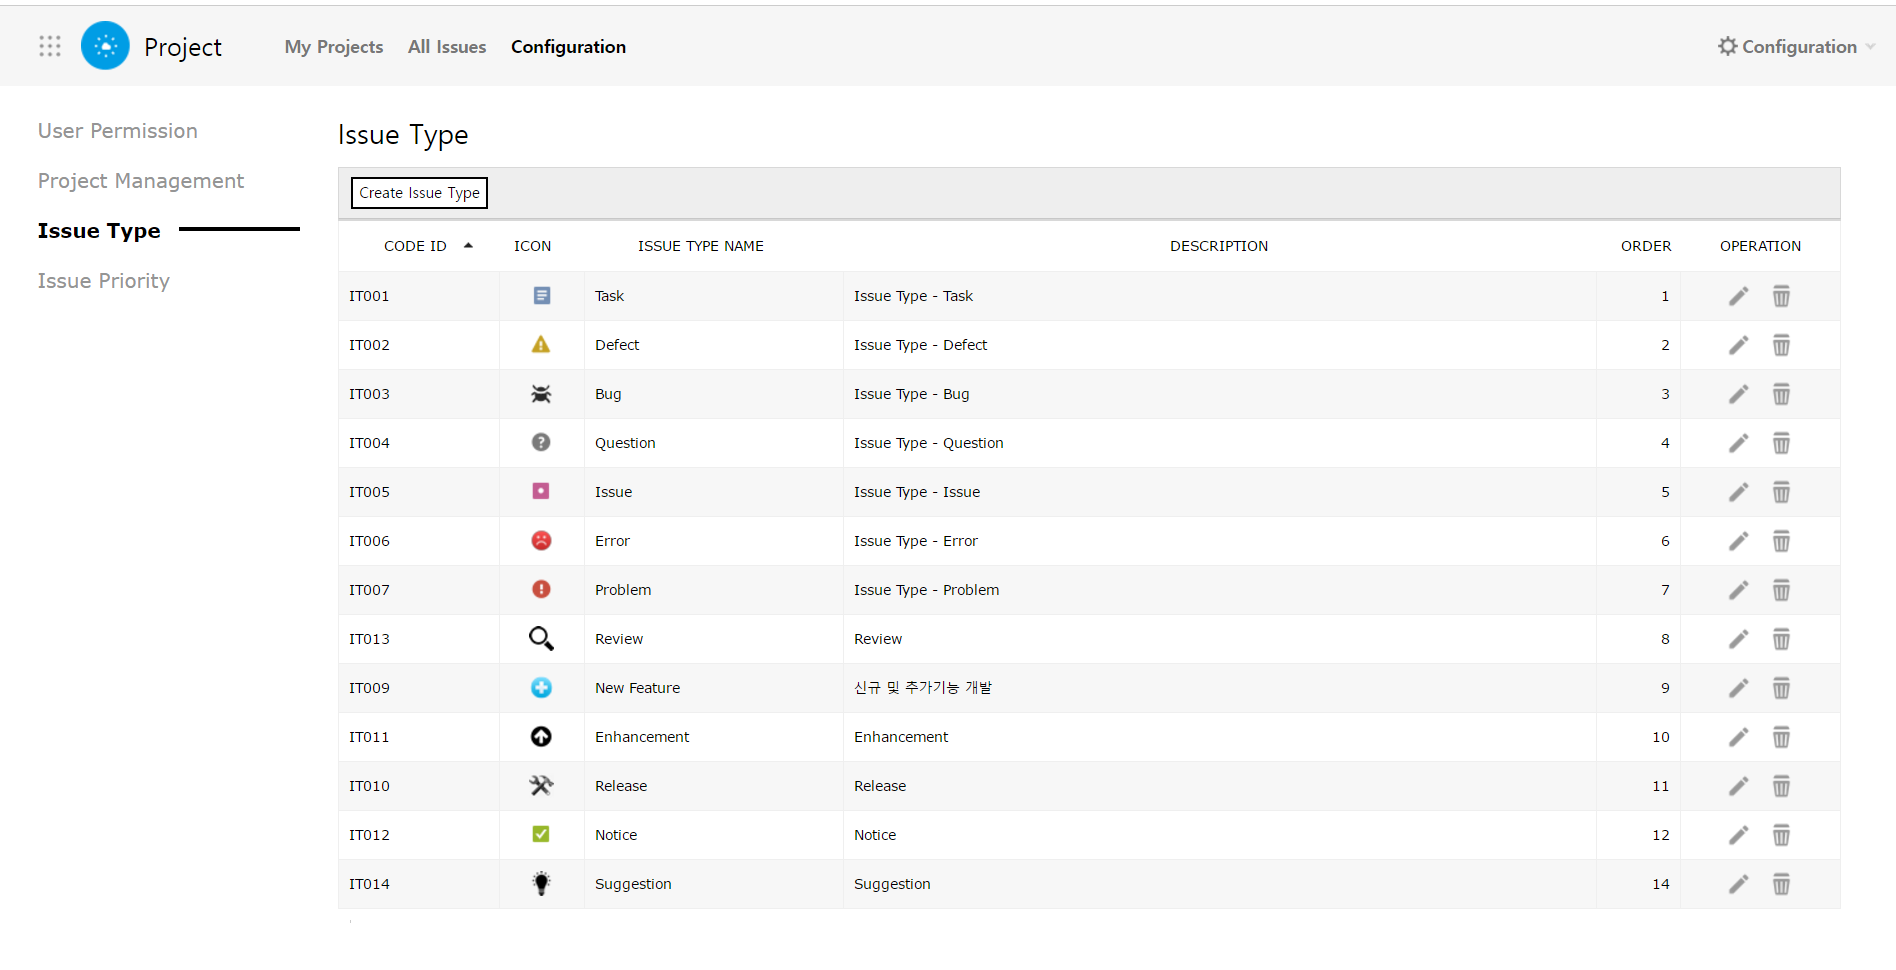 Project My Projects All Issues Configuration Configuration
User Permission
Project Management
Issue Type
Issue Priority
Issue Type
Create Issue Type
CODE ID ICON ISSUE TYPE NAME DESCRIPTION ORDER OPERATION
IT001 Task Issue Type - Task 1
IT002 Defect Issue Type - Defect 2
IT003 Bug Issue Type - Bug 3
IT004 Question Issue Type - Question 4
IT005 Issue Issue Type - Issue 5
IT006 Error Issue Type - Error 6
IT007 Problem Issue Type - Problem 7
IT013 Review Review 8
IT009 New Feature 신규 및 추가기능 개발 9
IT011 Enhancement Enhancement 10
IT010 Release Release 11
IT012 Notice Notice 12
IT014 Suggestion Suggestion 14